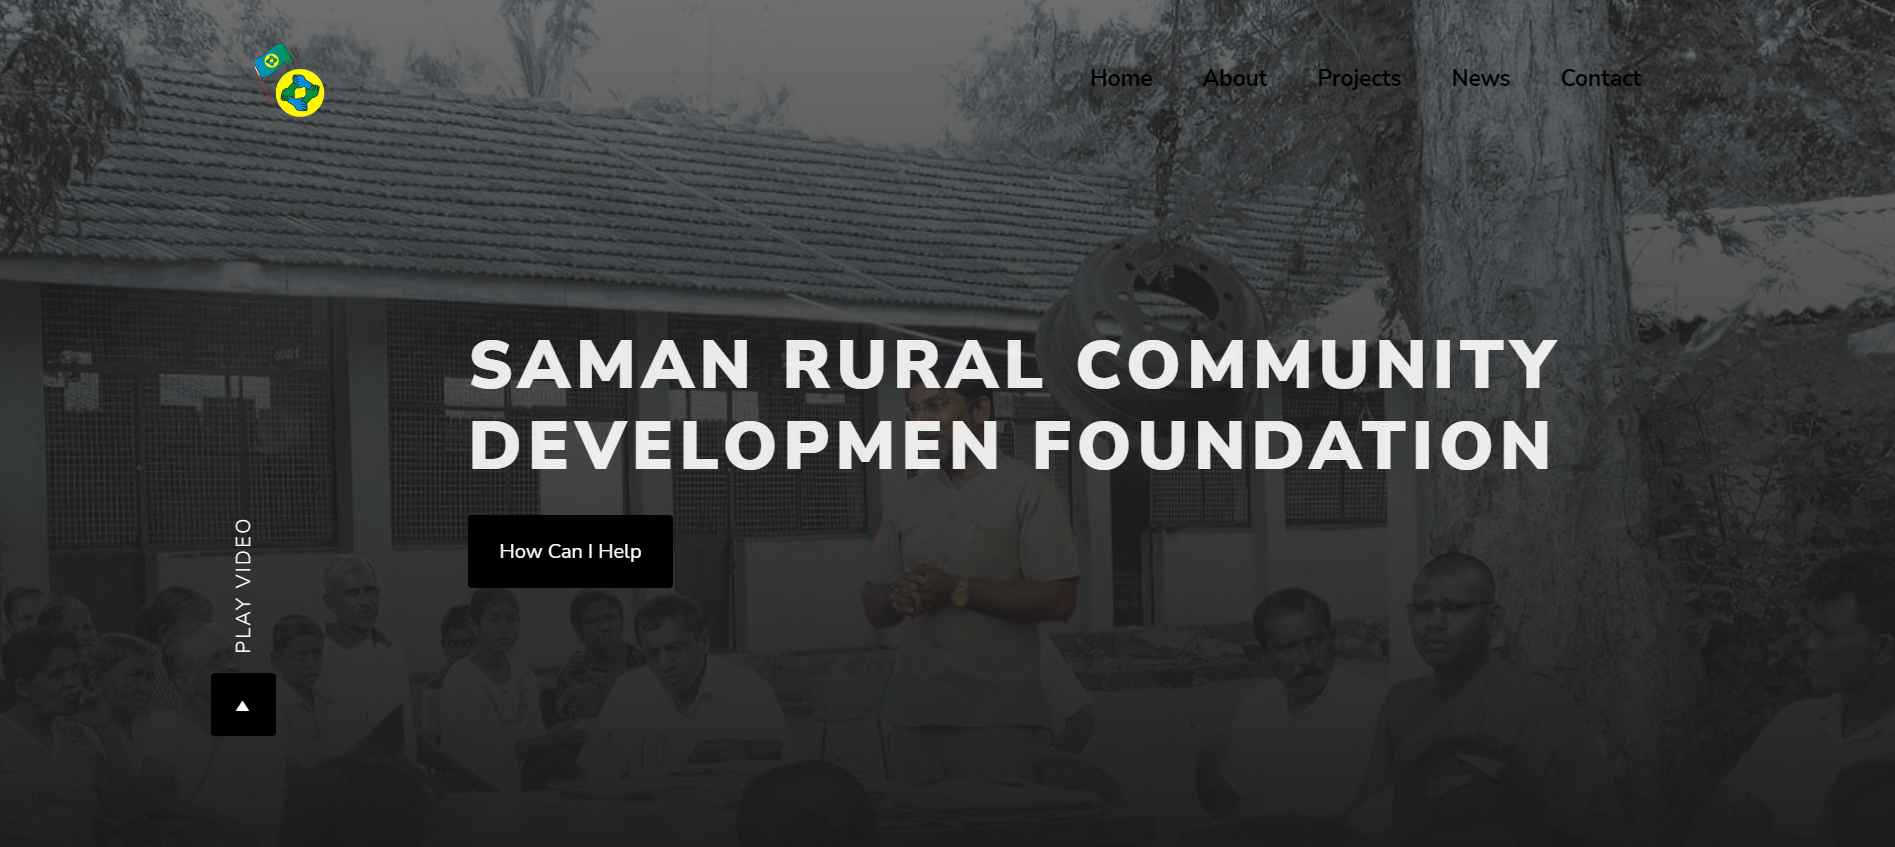 Home About Projects News Contact
SAMAN RURAL COMMUNITY
DEVELOPMEN FOUNDATION
How Can I Help
PLAY VIDEO